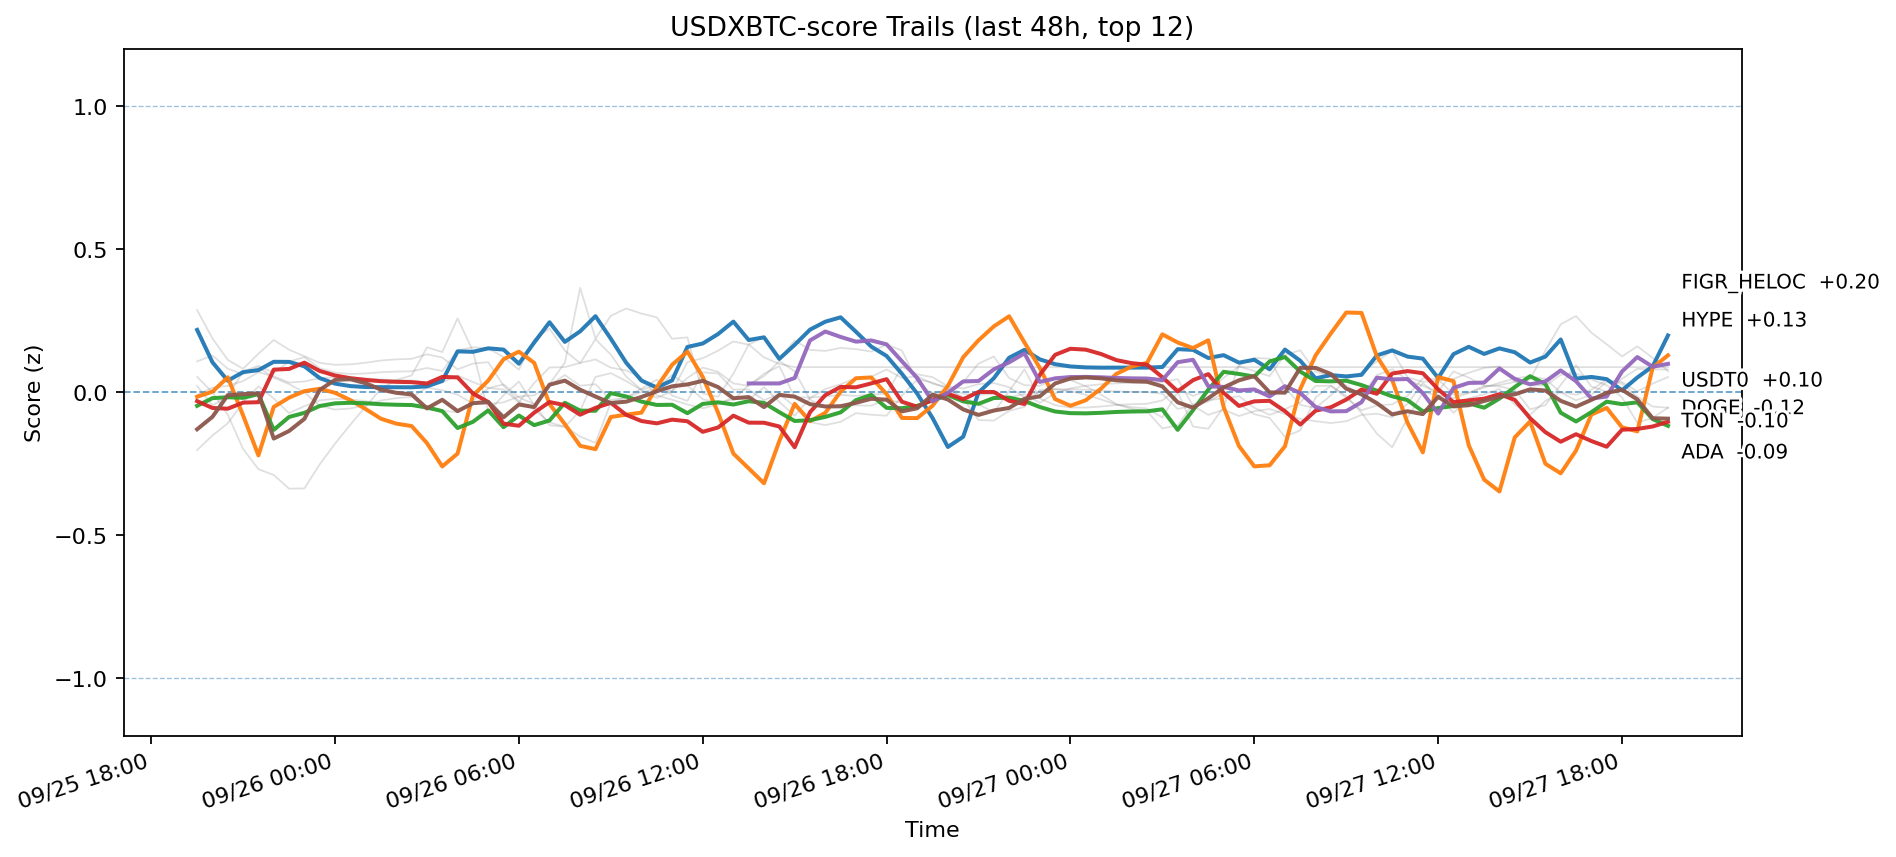 USDXBTC-score Trails (last 48h, top 12)
Score (z)
1.0
0.5
0.0
−0.5
−1.0
FIGR_HELOC +0.20
HYPE +0.13
USDT0 +0.10
DOGE -0.12
TON -0.10
ADA -0.09
09/25 18:00
09/26 00:00
09/26 06:00
09/26 12:00
09/26 18:00
09/27 00:00
09/27 06:00
09/27 12:00
09/27 18:00
Time